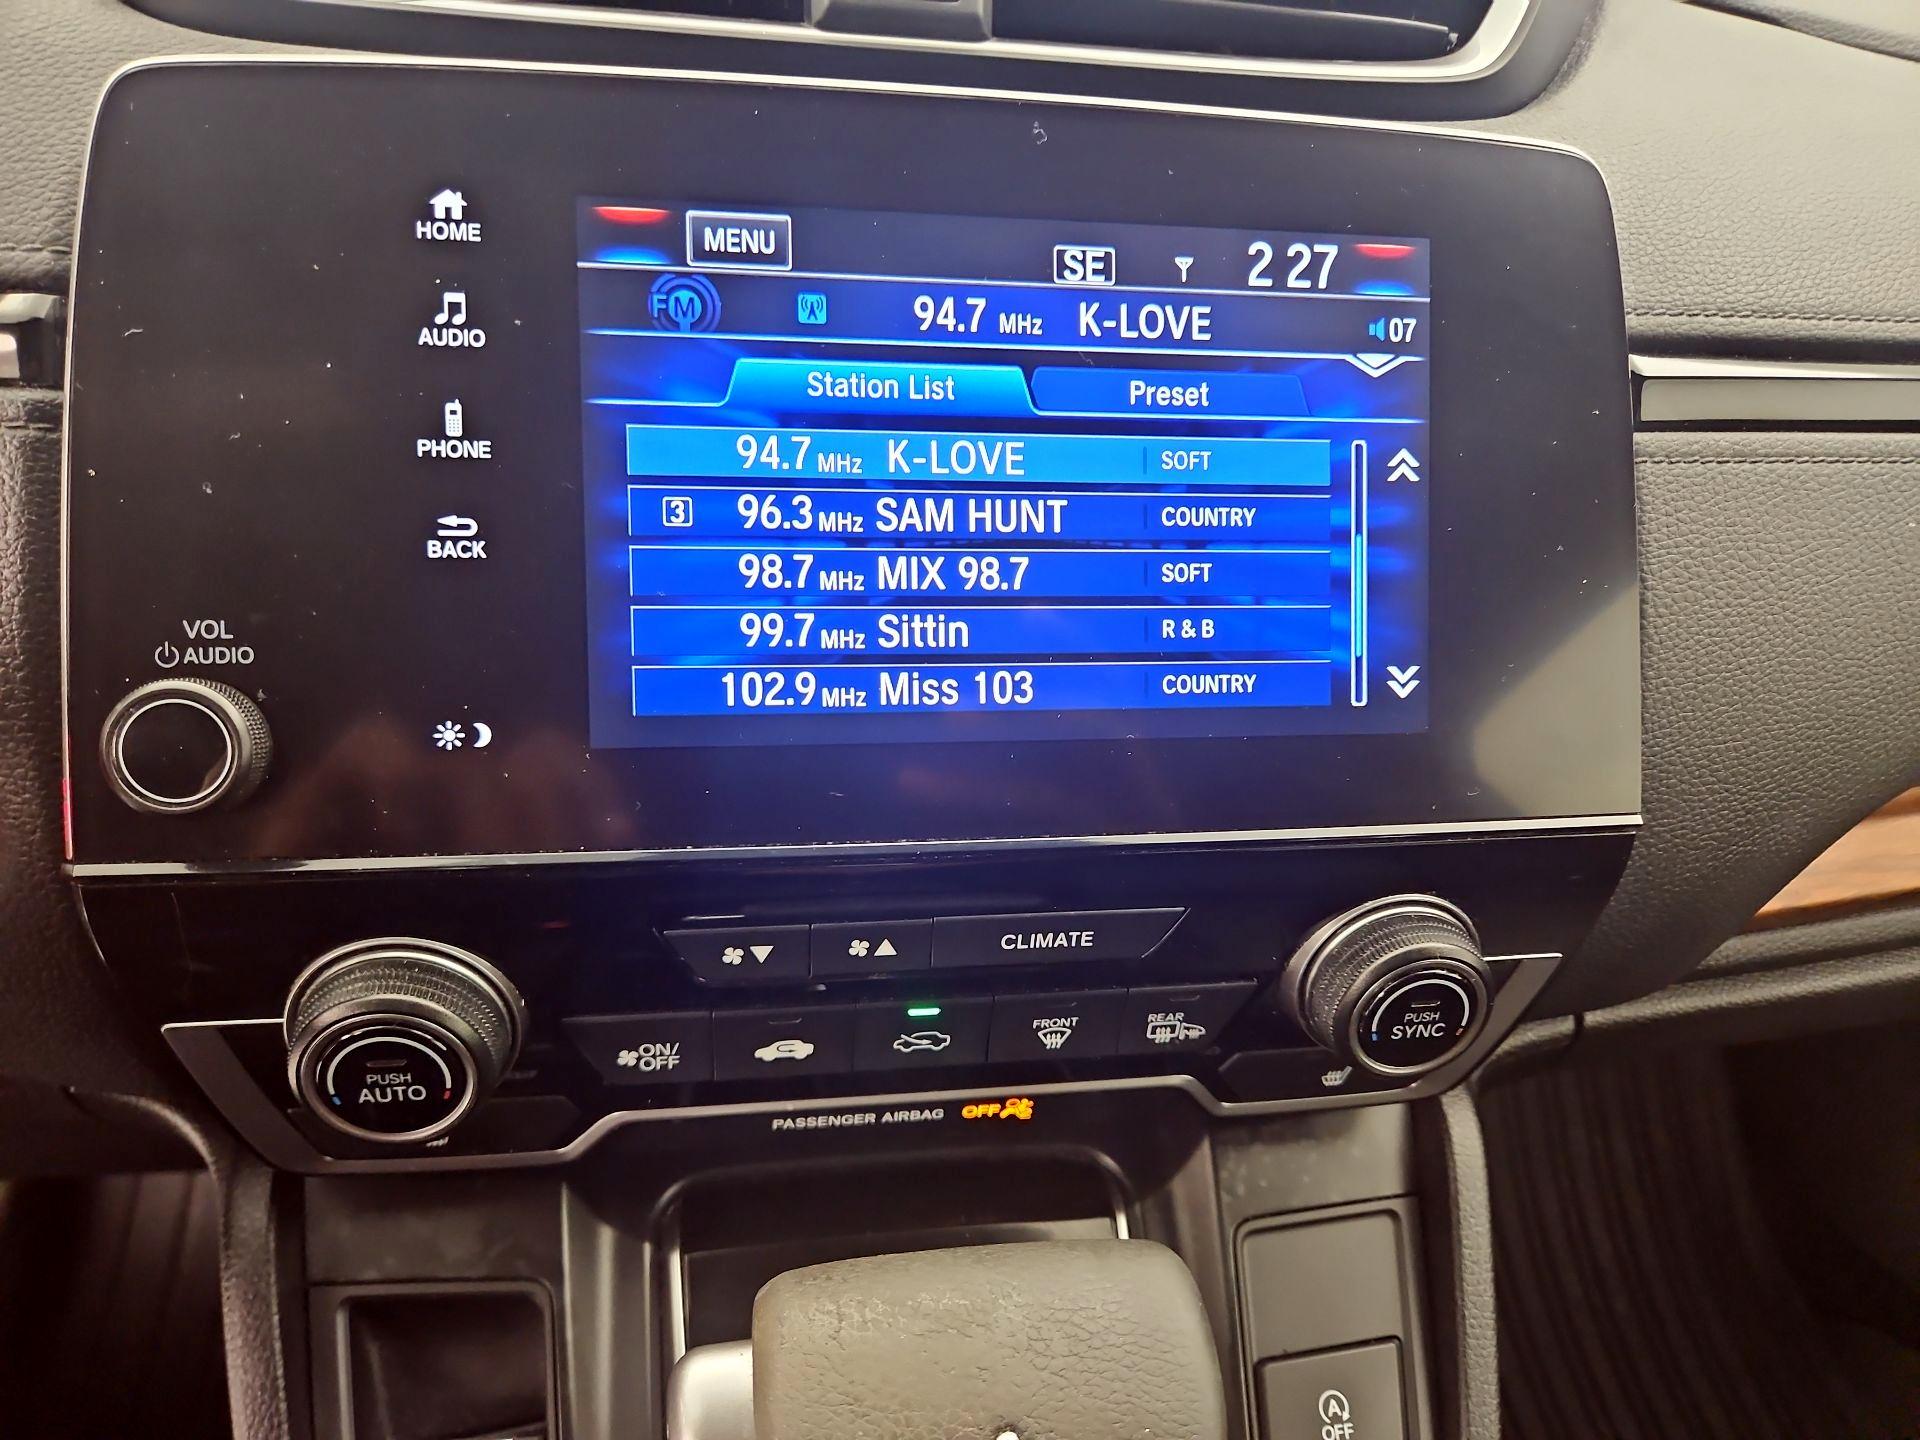 HOME
AUDIO
PHONE
BACK
VOL
AUDIO
MENU
SE
2 27
FM
94.7 MHz K-LOVE
07
Station List
Preset
94.7 MHz K-LOVE SOFT
3 96.3 MHz SAM HUNT COUNTRY
98.7 MHz MIX 98.7 SOFT
99.7 MHz Sittin R & B
102.9 MHz Miss 103 COUNTRY
CLIMATE
ON/
OFF
FRONT
REAR
PUSH
AUTO
PUSH
SYNC
PASSENGER AIRBAG OFF
A
OFF